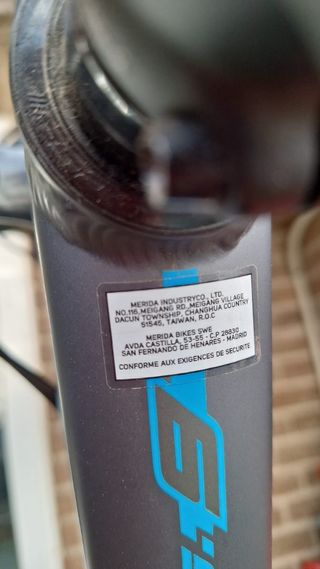 MERIDA INDUSTRYCO., LTD.
NO.116,MEIGANG RD.,MEIGANG VILLAGE
DACUN TOWNSHIP, CHANGHUA COUNTRY
51545, TAIWAN, R.O.C
MERIDA BIKES SWE
AVDA CASTILLA, 53-55 - C.P 28830
SAN FERNANDO DE HENARES - MADRID
CONFORME AUX EXIGENCES DE SECURITE